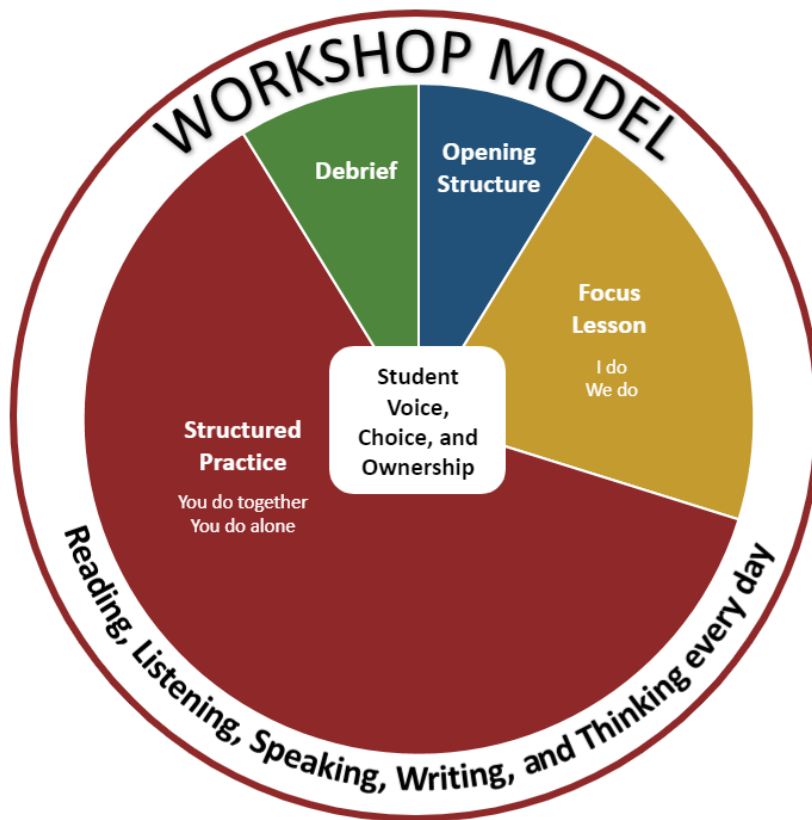 WORKSHOP MODEL
Debrief
Opening
Structure
Focus
Lesson
I do
We do
Student
Voice,
Choice, and
Ownership
Structured
Practice
You do together
You do alone
Reading, Listening, Speaking, Writing, and Thinking every day